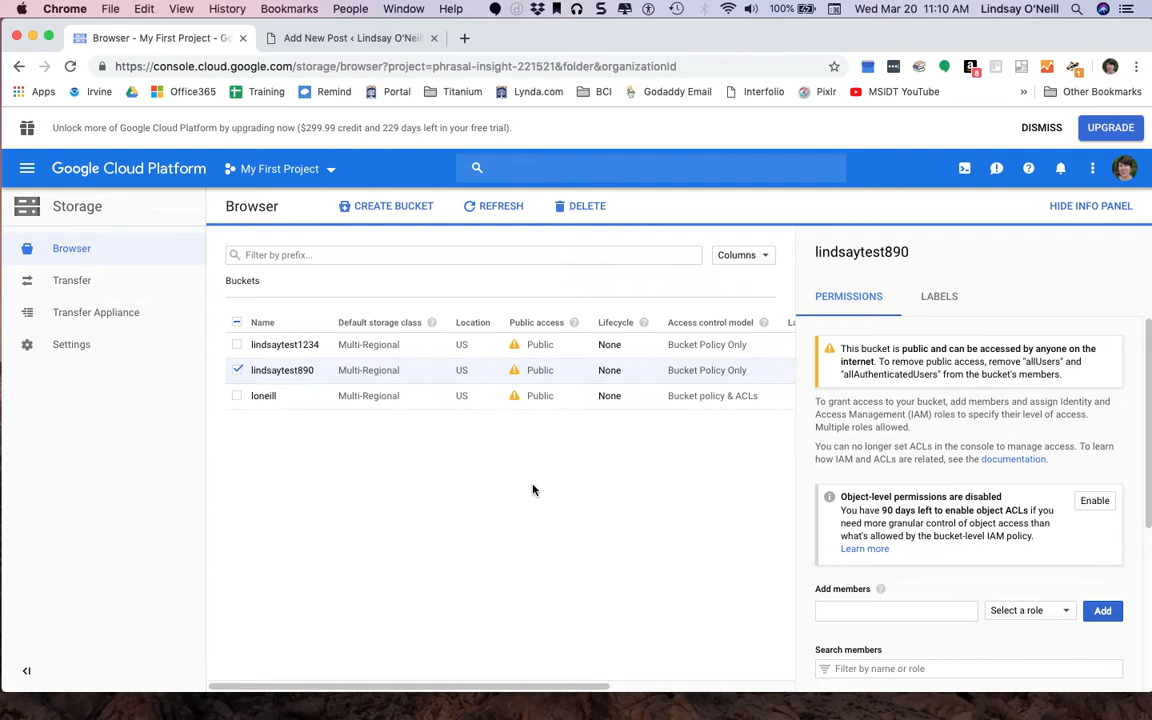 Chrome File Edit View History Bookmarks People Window Help 100% Wed Mar 20 11:10 AM Lindsay O'Neill
Browser - My First Project - Go Add New Post ‹ Lindsay O'Neill
https://console.cloud.google.com/storage/browser?project=phrasal-insight-221521&folder&organizationId
8
Apps Irvine Office365 Training Remind Portal Titanium Lynda.com BCI Godaddy Email Interfolio Pixlr MSIDT YouTube » Other Bookmarks
Unlock more of Google Cloud Platform by upgrading now ($299.99 credit and 229 days left in your free trial). DISMISS UPGRADE
Google Cloud Platform My First Project
Storage Browser CREATE BUCKET REFRESH DELETE HIDE INFO PANEL
Browser
Transfer
Transfer Appliance
Settings
Filter by prefix... Columns
Buckets
Name Default storage class Location Public access Lifecycle Access control model La
lindsaytest1234 Multi-Regional US Public None Bucket Policy Only
lindsaytest890 Multi-Regional US Public None Bucket Policy Only
loneill Multi-Regional US Public None Bucket policy & ACLs
lindsaytest890
PERMISSIONS LABELS
This bucket is public and can be accessed by anyone on the
internet. To remove public access, remove "allUsers" and
"allAuthenticatedUsers" from the bucket's members.
To grant access to your bucket, add members and assign Identity and
Access Management (IAM) roles to specify their level of access.
Multiple roles allowed.
You can no longer set ACLs in the console to manage access. To learn
how IAM and ACLs are related, see the documentation.
Object-level permissions are disabled Enable
You have 90 days left to enable object ACLs if you
need more granular control of object access than
what's allowed by the bucket-level IAM policy.
Learn more
Add members
Select a role Add
Search members
Filter by name or role